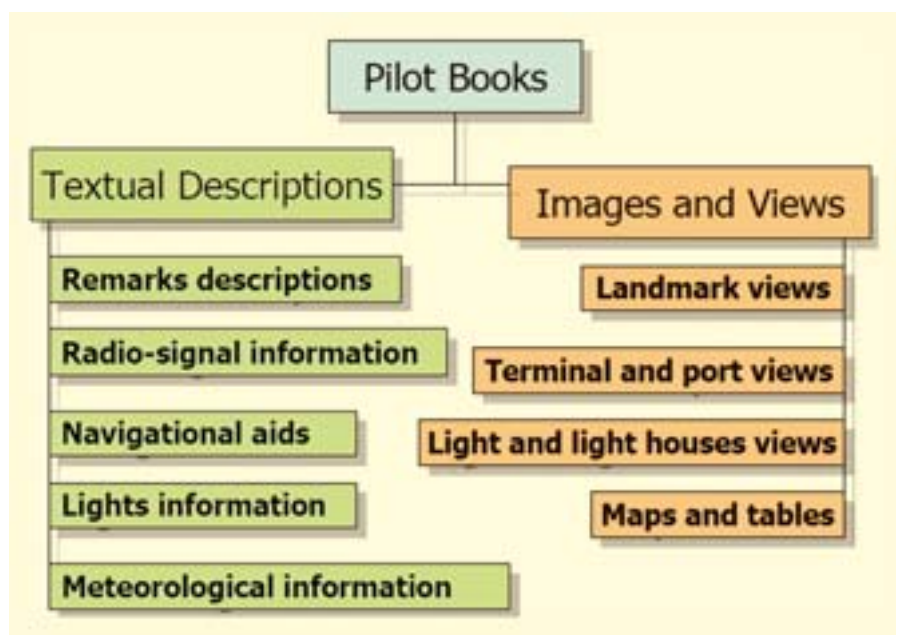 Pilot Books
Textual Descriptions
Remarks descriptions
Radio-signal information
Navigational aids
Lights information
Meteorological information
Images and Views
Landmark views
Terminal and port views
Light and light houses views
Maps and tables